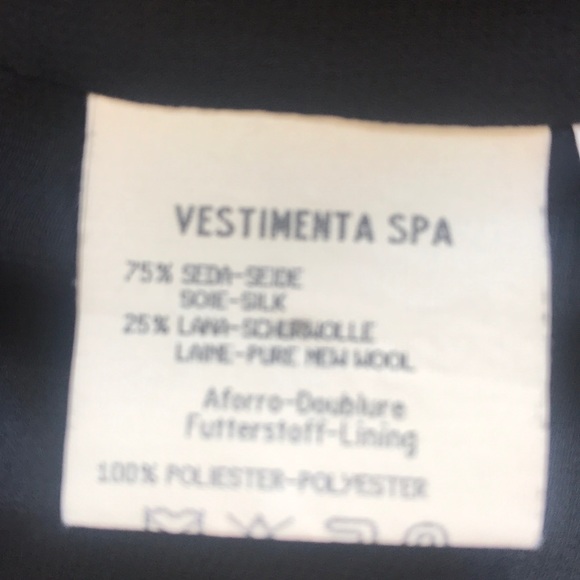 VESTIMENTA SPA
75% SEDA-SEIDE
SOIE-SILK
25% LANA-SCHURWOLLE
LAINE-PURE NEW WOOL
Aforro-Doublure
Futterstoff-Lining
100% POLIESTER-POLYESTER